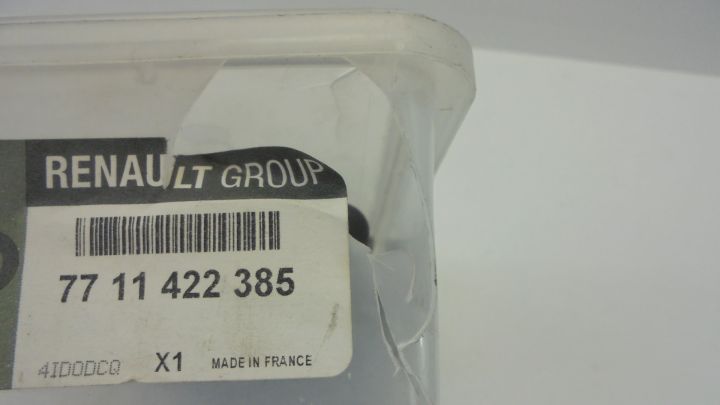 RENAULT GROUP
77 11 422 385
4IDODCQ X1 MADE IN FRANCE